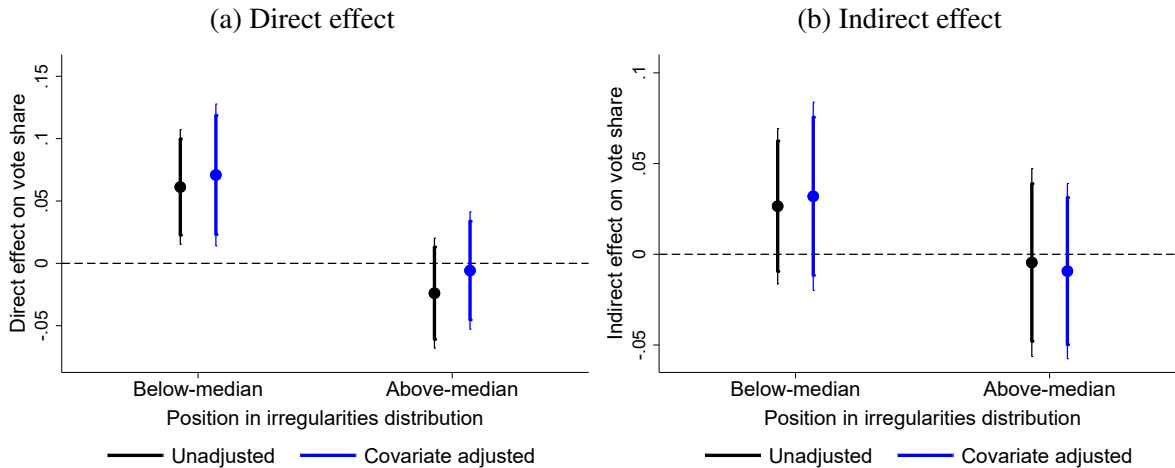 (a) Direct effect
Direct effect on vote share
.15
.1
.05
0
-.05
Below-median
Above-median
Position in irregularities distribution
Unadjusted
Covariate adjusted
(b) Indirect effect
Indirect effect on vote share
.1
.05
0
-.05
Below-median
Above-median
Position in irregularities distribution
Unadjusted
Covariate adjusted